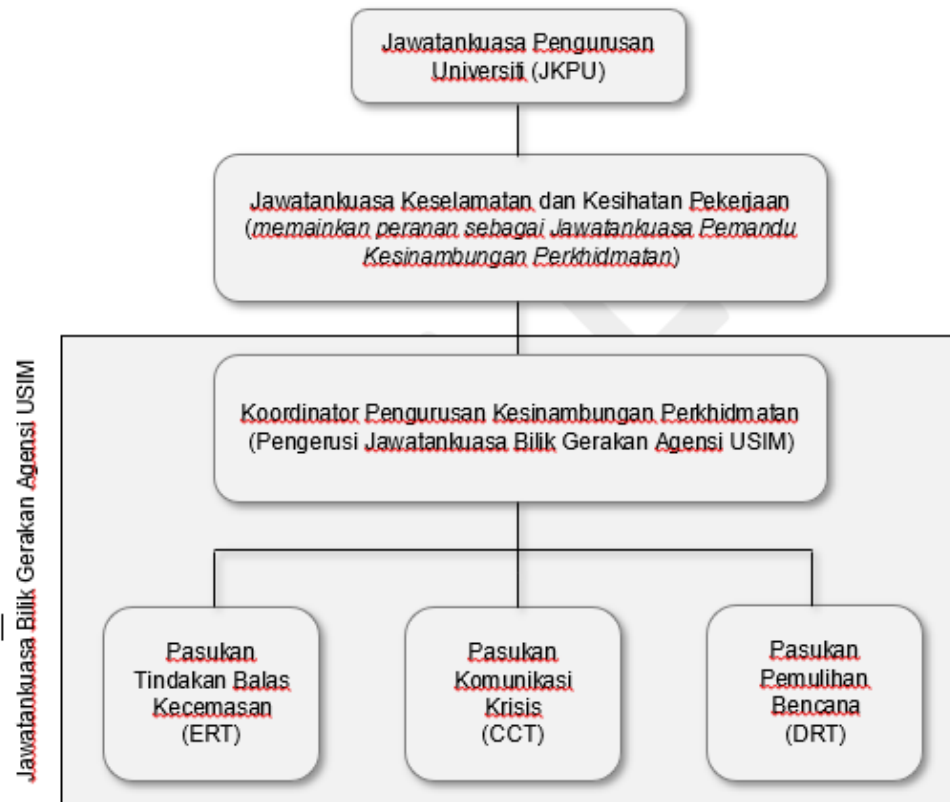 Jawatankuasa Pengurusan
Universiti (JKPU)
Jawatankuasa Keselamatan dan Kesihatan Pekerjaan
(memainkan peranan sebagai Jawatankuasa Pemandu
Kesinambungan Perkhidmatan)
Jawatankuasa Bilik Gerakan Agensi USIM
Koordinator Pengurusan Kesinambungan Perkhidmatan
(Pengerusi Jawatankuasa Bilik Gerakan Agensi USIM)
Pasukan
Tindakan Balas
Kecemasan
(ERT)
Pasukan
Komunikasi
Krisis
(CCT)
Pasukan
Pemulihan
Bencana
(DRT)